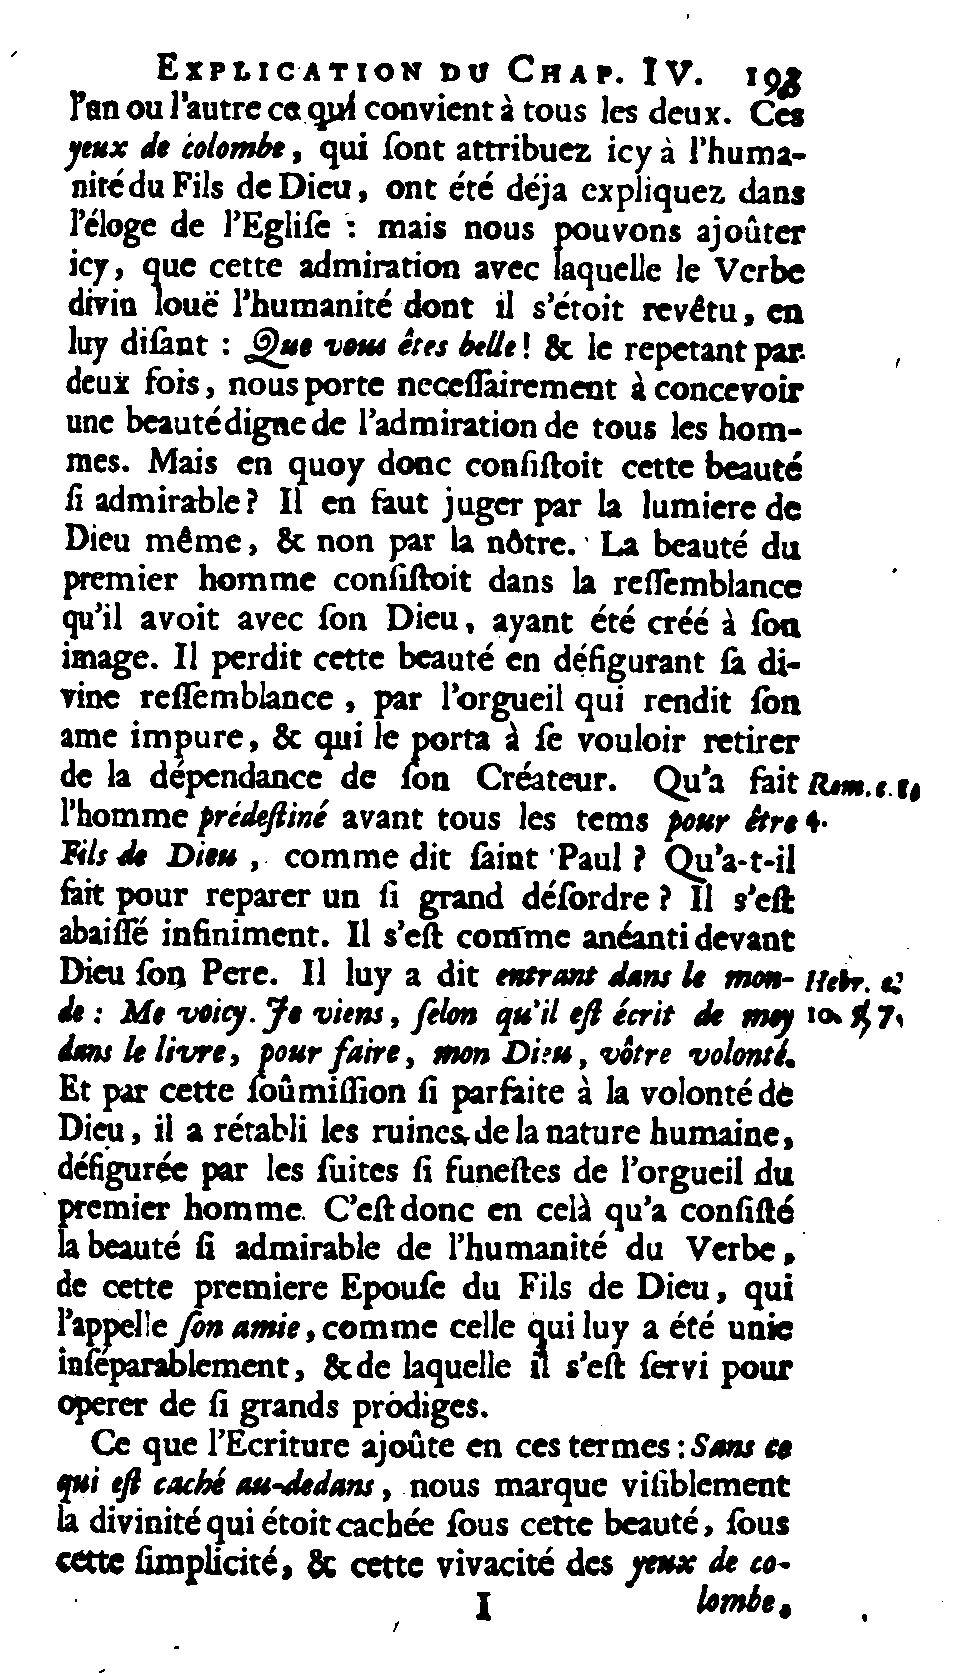 EXPLICATION DU CHAP. IV. 193
l'un ou l'autre ce qui convient à tous les deux. Ces
yeux de colombe, qui ſont attribuez icy à l'huma-
nité du Fils de Dieu, ont été déja expliquez dans
l'éloge de l'Egliſe : mais nous pouvons ajoûter
icy, que cette admiration avec laquelle le Verbe
divin louë l'humanité dont il s'étoit revêtu, en
luy diſant : Que vous êtes belle ! & le repetant par
deux fois, nous porte neceſſairement à concevoir
une beauté digne de l'admiration de tous les hom-
mes. Mais en quoy donc conſiſtoit cette beauté
ſi admirable ? Il en faut juger par la lumiere de
Dieu même, & non par la nôtre. La beauté du
premier homme conſiſtoit dans la reſſemblance
qu'il avoit avec ſon Dieu, ayant été créé à ſon
image. Il perdit cette beauté en défigurant ſa di-
vine reſſemblance, par l'orgueil qui rendit ſon
ame impure, & qui le porta à ſe vouloir retirer
de la dépendance de ſon Créateur. Qu'a fait Rom. c.
l'homme prédeſtiné avant tous les tems pour être 4.
Fils de Dieu, comme dit ſaint Paul ? Qu'a-t-il
fait pour reparer un ſi grand déſordre ? Il s'eſt
abaiſſé infiniment. Il s'eſt comme anéanti devant
Dieu ſon Pere. Il luy a dit entrant dans le mon- Hebr. c.
de : Me voicy. Je viens, ſelon qu'il eſt écrit de moy 10. 7.
dans le livre, pour faire, mon Dieu, vôtre volonté.
Et par cette ſoûmiſſion ſi parfaite à la volonté de
Dieu, il a rétabli les ruines de la nature humaine,
défigurée par les ſuites ſi funeſtes de l'orgueil du
premier homme. C'eſt donc en celà qu'a conſiſté
la beauté ſi admirable de l'humanité du Verbe,
de cette premiere Epouſe du Fils de Dieu, qui
l'appelle ſon amie, comme celle qui luy a été unie
inſéparablement, & de laquelle il s'eſt ſervi pour
operer de ſi grands prodiges.
Ce que l'Ecriture ajoûte en ces termes : Sans ce
qui eſt caché au-dedans, nous marque viſiblement
la divinité qui étoit cachée ſous cette beauté, ſous
cette ſimplicité, & cette vivacité des yeux de co-
I lombe,